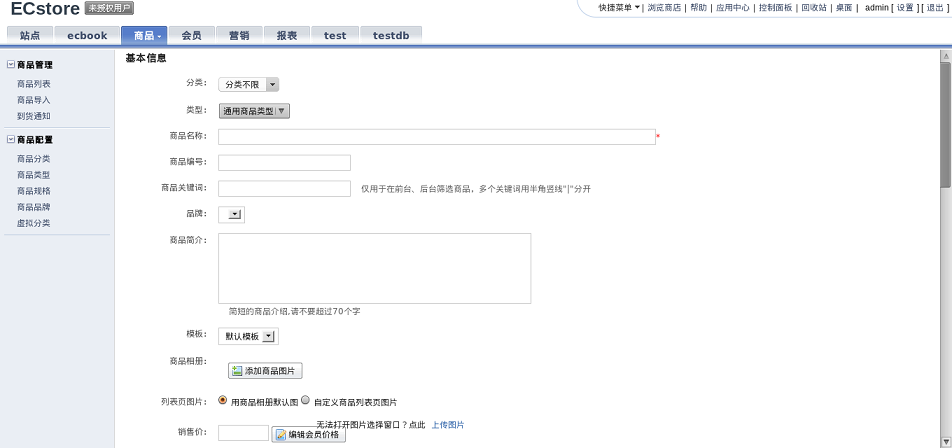 ECstore 未授权用户
快捷菜单 | 浏览商店 | 帮助 | 应用中心 | 控制面板 | 回收站 | 桌面 | admin [ 设置 ] [ 退出 ]
站点 ecbook 商品 会员 营销 报表 test testdb
商品管理
商品列表
商品导入
到货通知
商品配置
商品分类
商品类型
商品规格
商品品牌
虚拟分类
基本信息
分类: 分类不限
类型: 通用商品类型
商品名称: *
商品编号:
商品关键词: 仅用于在前台、后台筛选商品，多个关键词用半角竖线"|"分开
品牌:
商品简介:
简短的商品介绍,请不要超过70个字
模板: 默认模板
商品相册:
添加商品图片
列表页图片: 用商品相册默认图 自定义商品列表页图片
无法打开图片选择窗口？点此 上传图片
销售价: 编辑会员价格